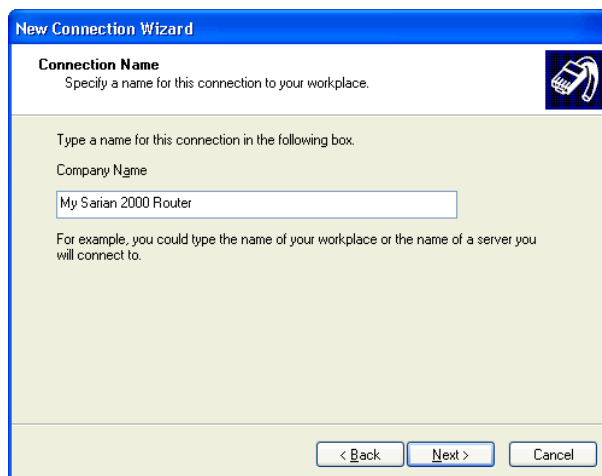 New Connection Wizard
Connection Name
Specify a name for this connection to your workplace.
Type a name for this connection in the following box.
Company Name
My Sarian 2000 Router
For example, you could type the name of your workplace or the name of a server you
will connect to.
< Back
Next >
Cancel